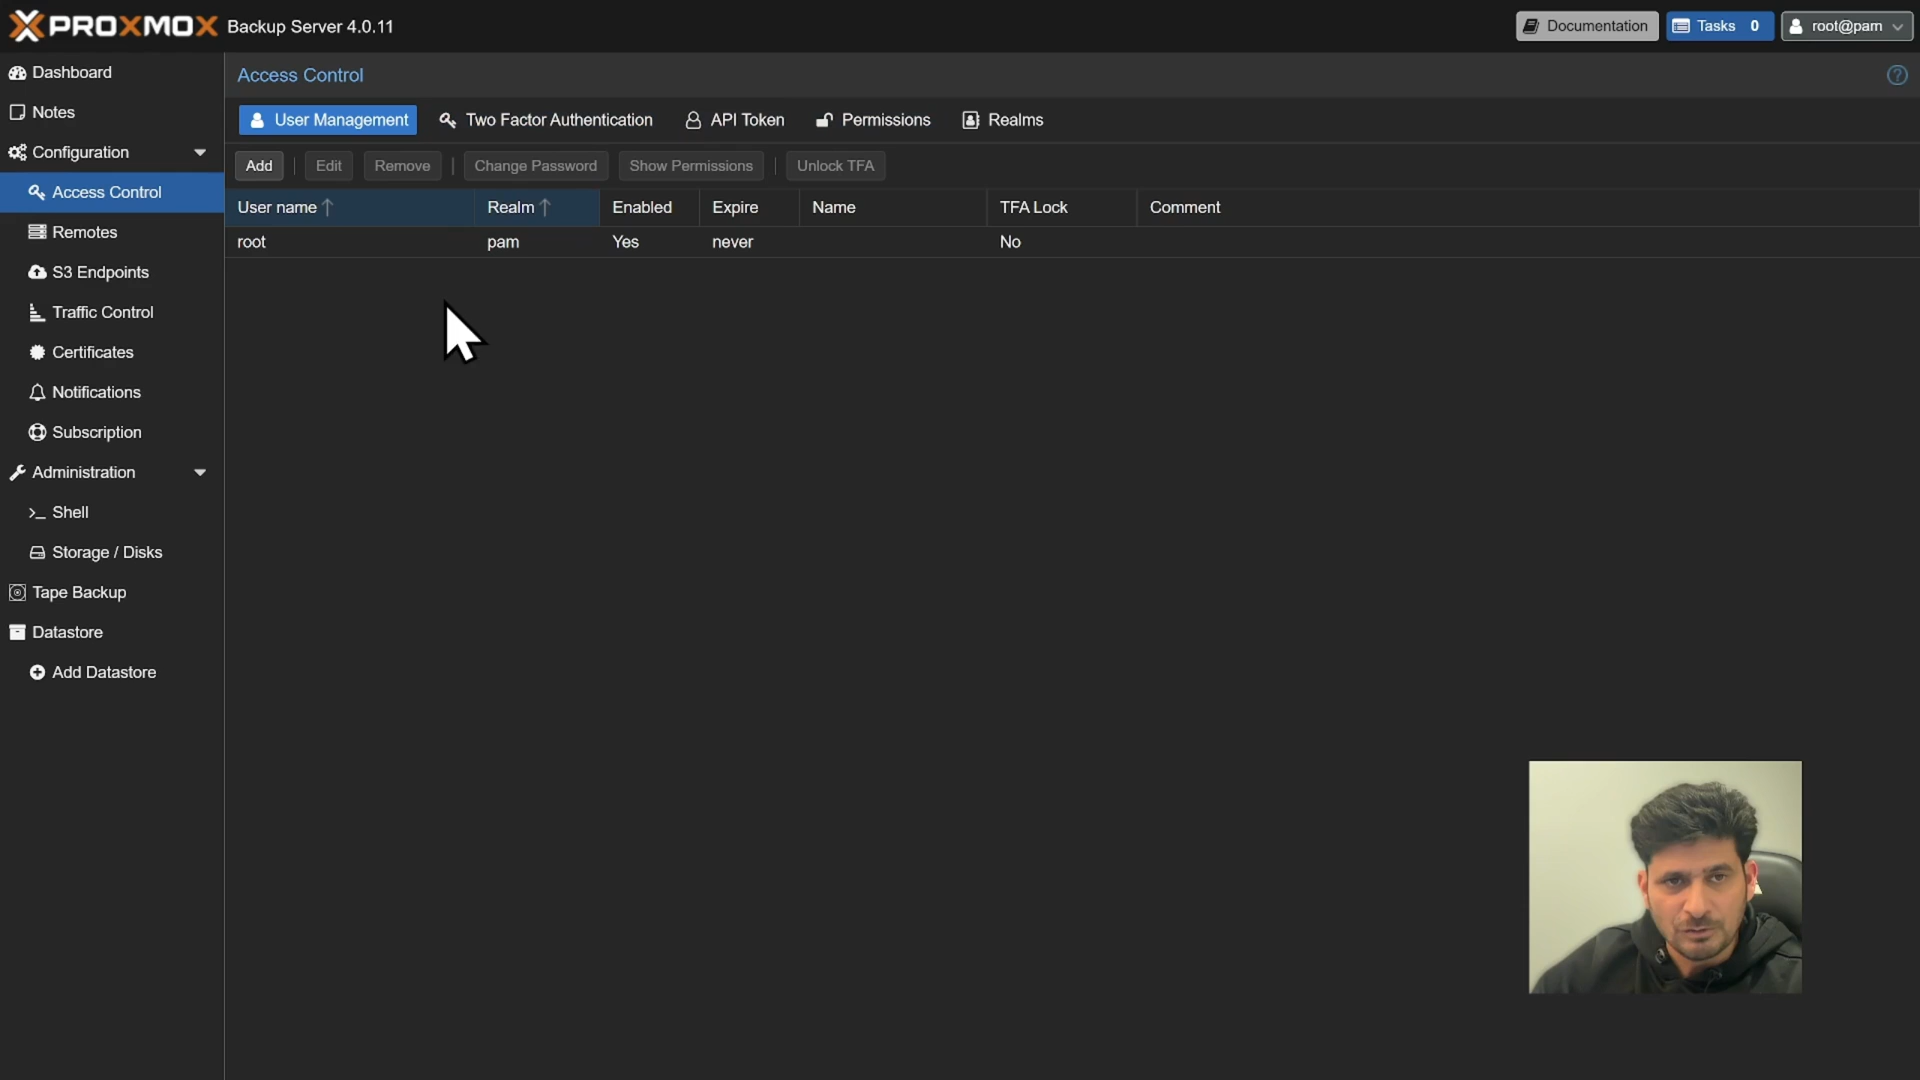 PROXMOX Backup Server 4.0.11
Documentation
Tasks 0
root@pam
Dashboard
Notes
Configuration
Access Control
Remotes
S3 Endpoints
Traffic Control
Certificates
Notifications
Subscription
Administration
Shell
Storage / Disks
Tape Backup
Datastore
Add Datastore
Access Control
User Management Two Factor Authentication API Token Permissions Realms
Add Edit Remove Change Password Show Permissions Unlock TFA
User name Realm Enabled Expire Name TFA Lock Comment
root pam Yes never No